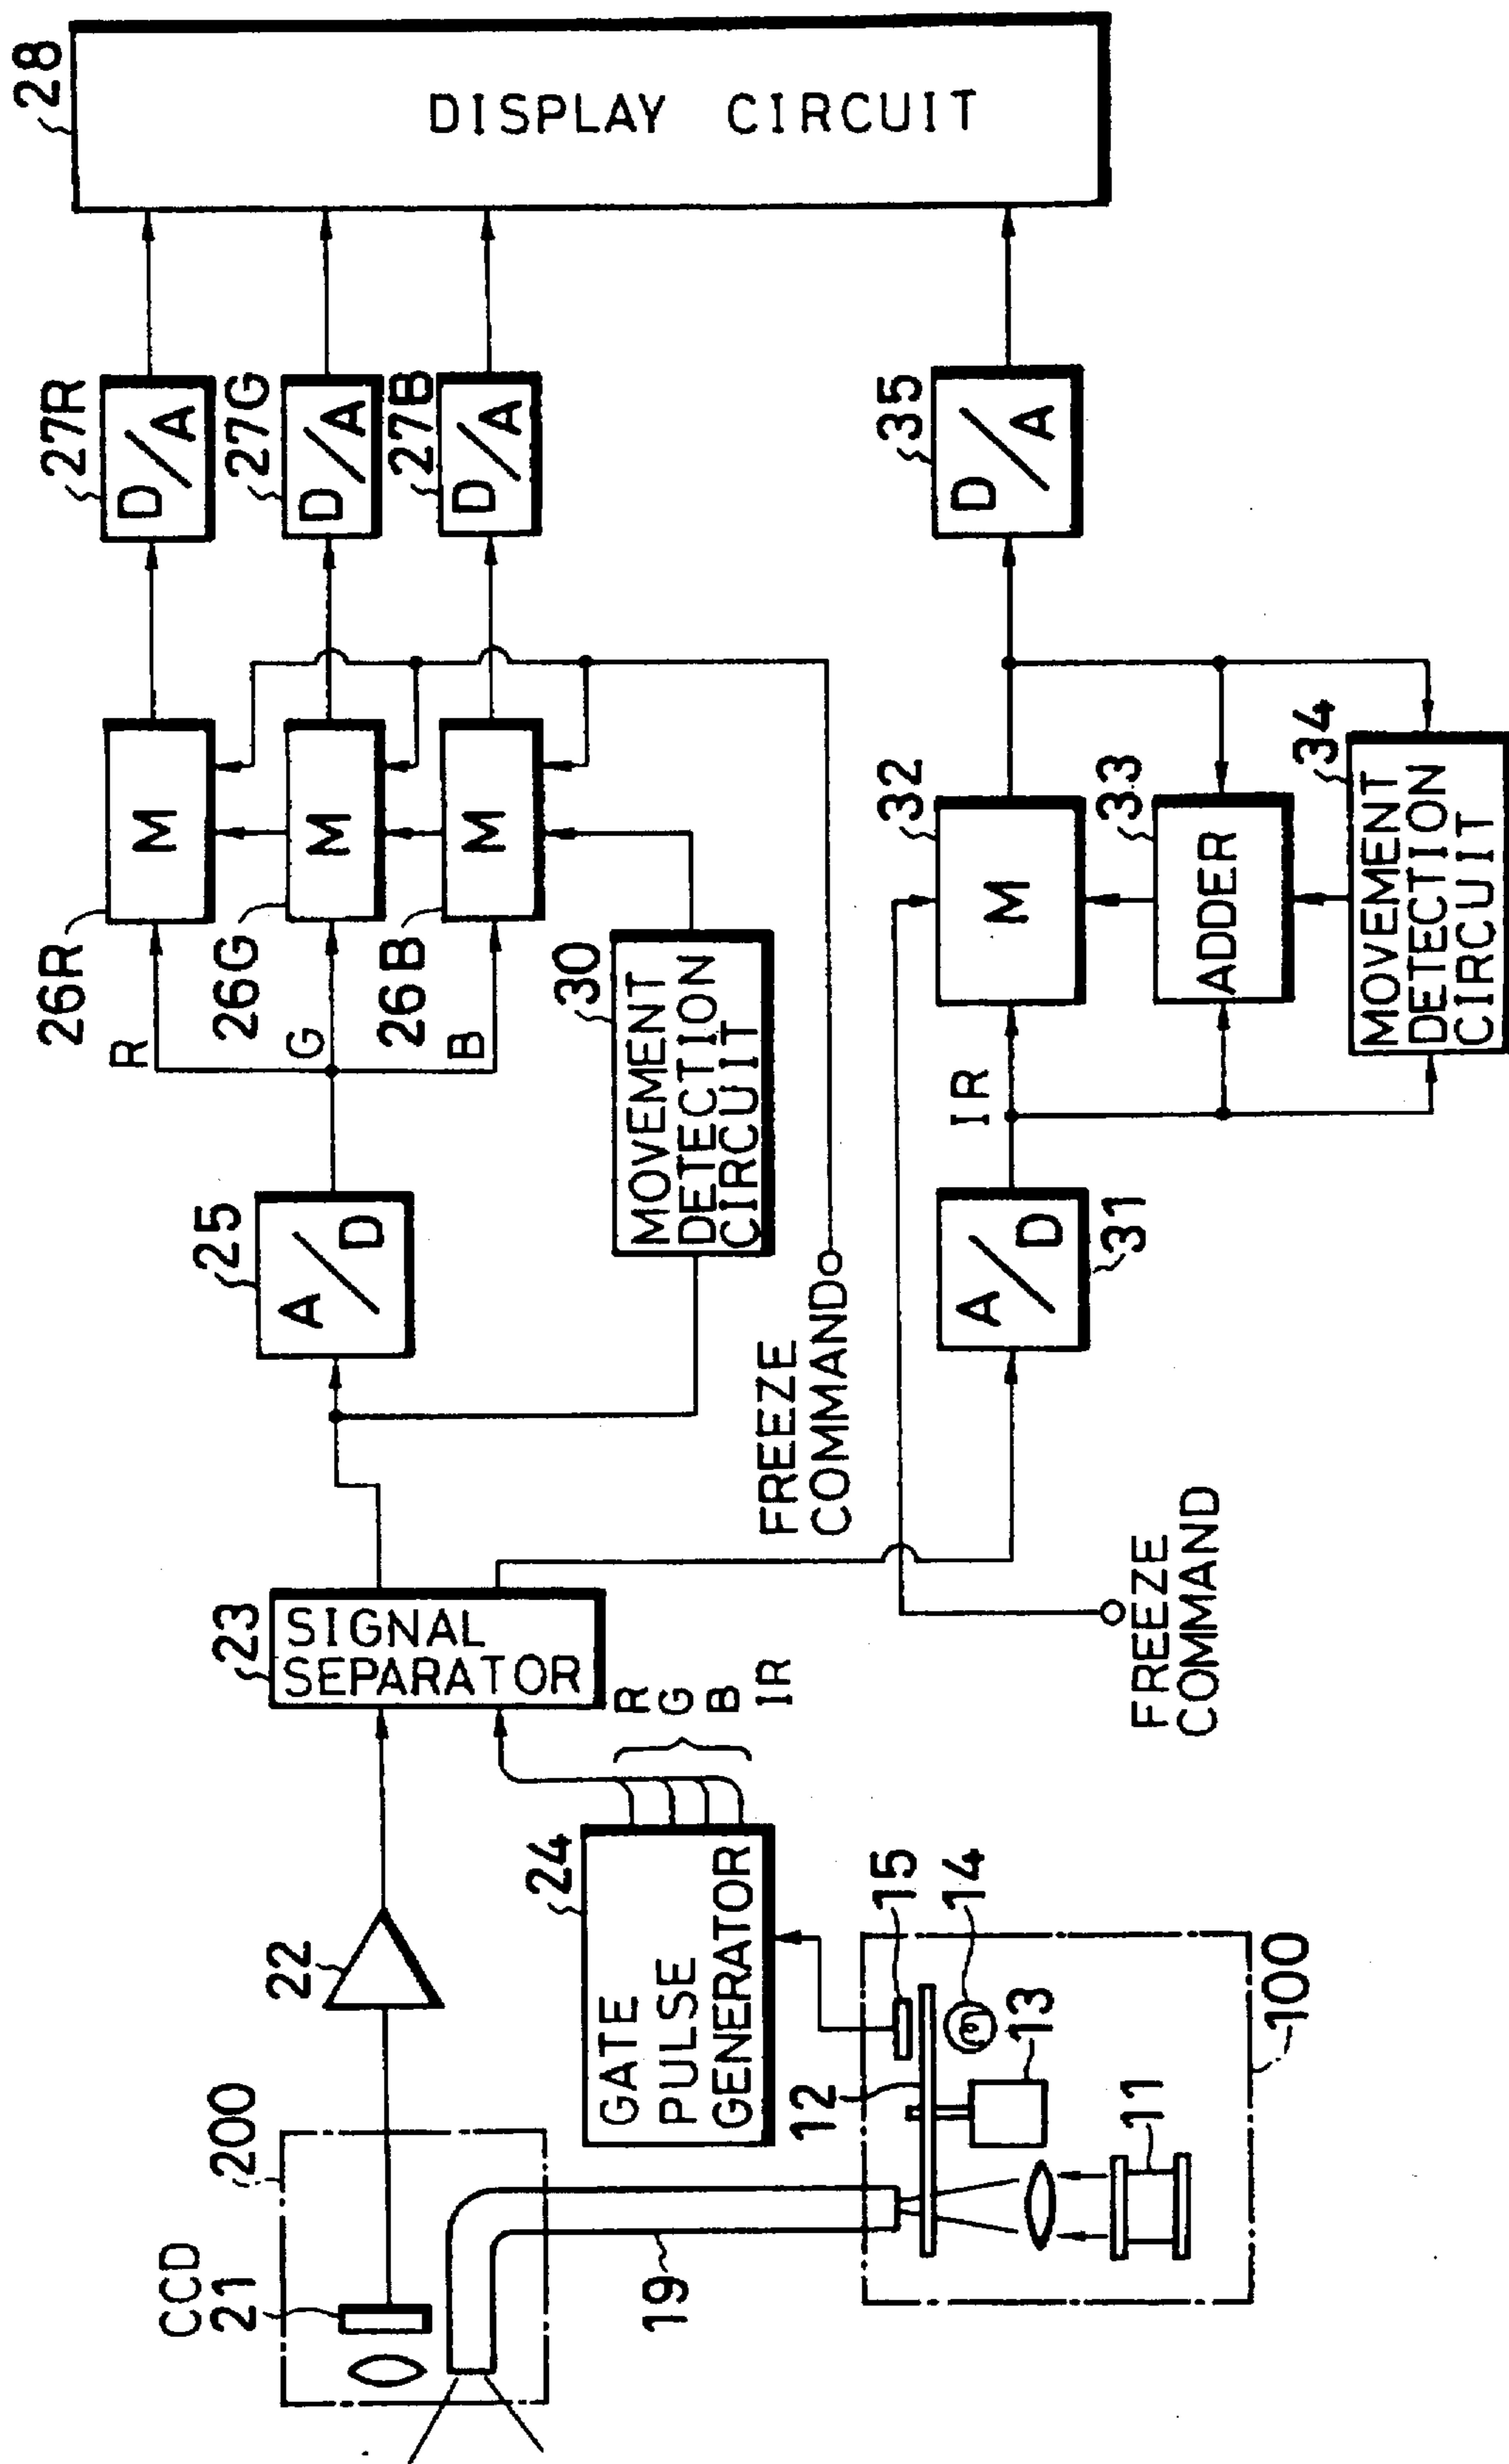 28
DISPLAY CIRCUIT
27R
D/A
27G
D/A
27B
D/A
35
D/A
26R
M
26G
M
26B
M
R
G
B
32
M
33
ADDER
34
MOVEMENT
DETECTION
CIRCUIT
30
MOVEMENT
DETECTION
CIRCUIT
IR
25
A/D
A/D
31
FREEZE
COMMAND
FREEZE
COMMAND
23
SIGNAL
SEPARATOR
R
G
B
IR
22
24
GATE
PULSE
GENERATOR
15
14
13
12
11
100
200
CCD
21
19